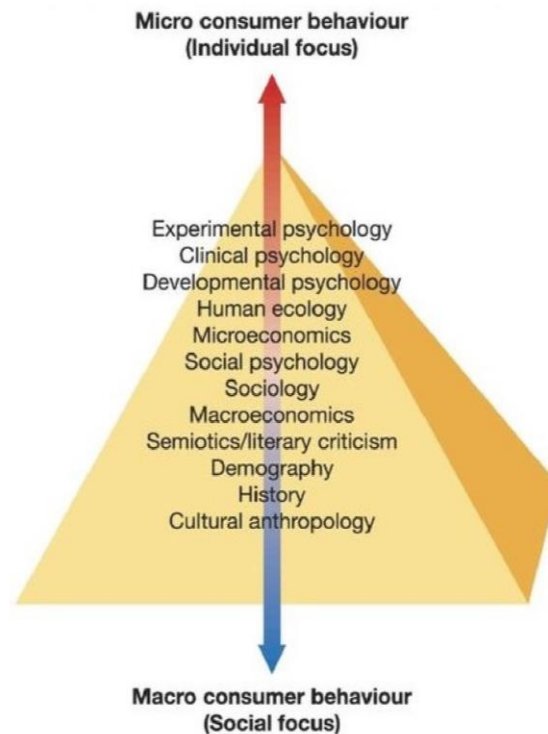 Micro consumer behaviour
(Individual focus)
Experimental psychology
Clinical psychology
Developmental psychology
Human ecology
Microeconomics
Social psychology
Sociology
Macroeconomics
Semiotics/literary criticism
Demography
History
Cultural anthropology
Macro consumer behaviour
(Social focus)